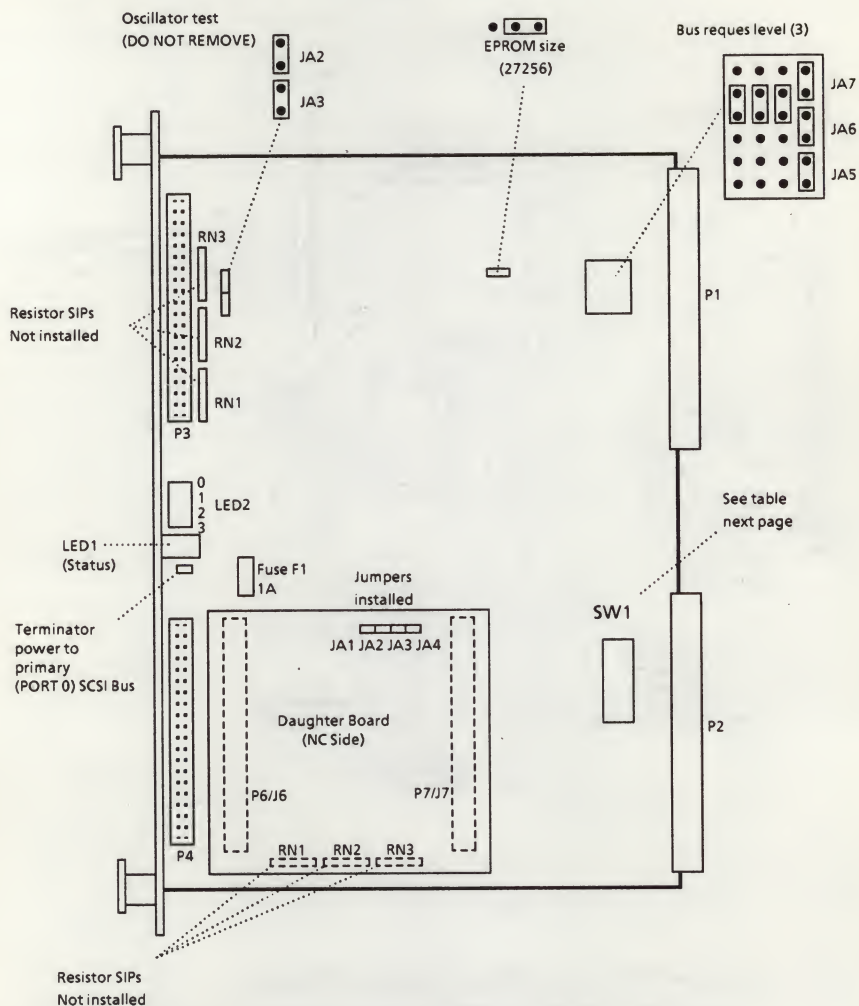 Oscillator test
(DO NOT REMOVE)
JA2
JA3
EPROM size
(27256)
Bus reques level (3)
JA7
JA6
JA5
RN3
Resistor SIPs
Not installed
RN2
RN1
P3
P1
0
1
2
3
LED2
LED1
(Status)
See table
next page
Fuse F1
1A
Jumpers
installed
SW1
Terminator
power to
primary
(PORT 0) SCSI Bus
JA1 JA2 JA3 JA4
Daughter Board
(NC Side)
P2
P6/J6
P7/J7
P4
RN1 RN2 RN3
Resistor SIPs
Not installed